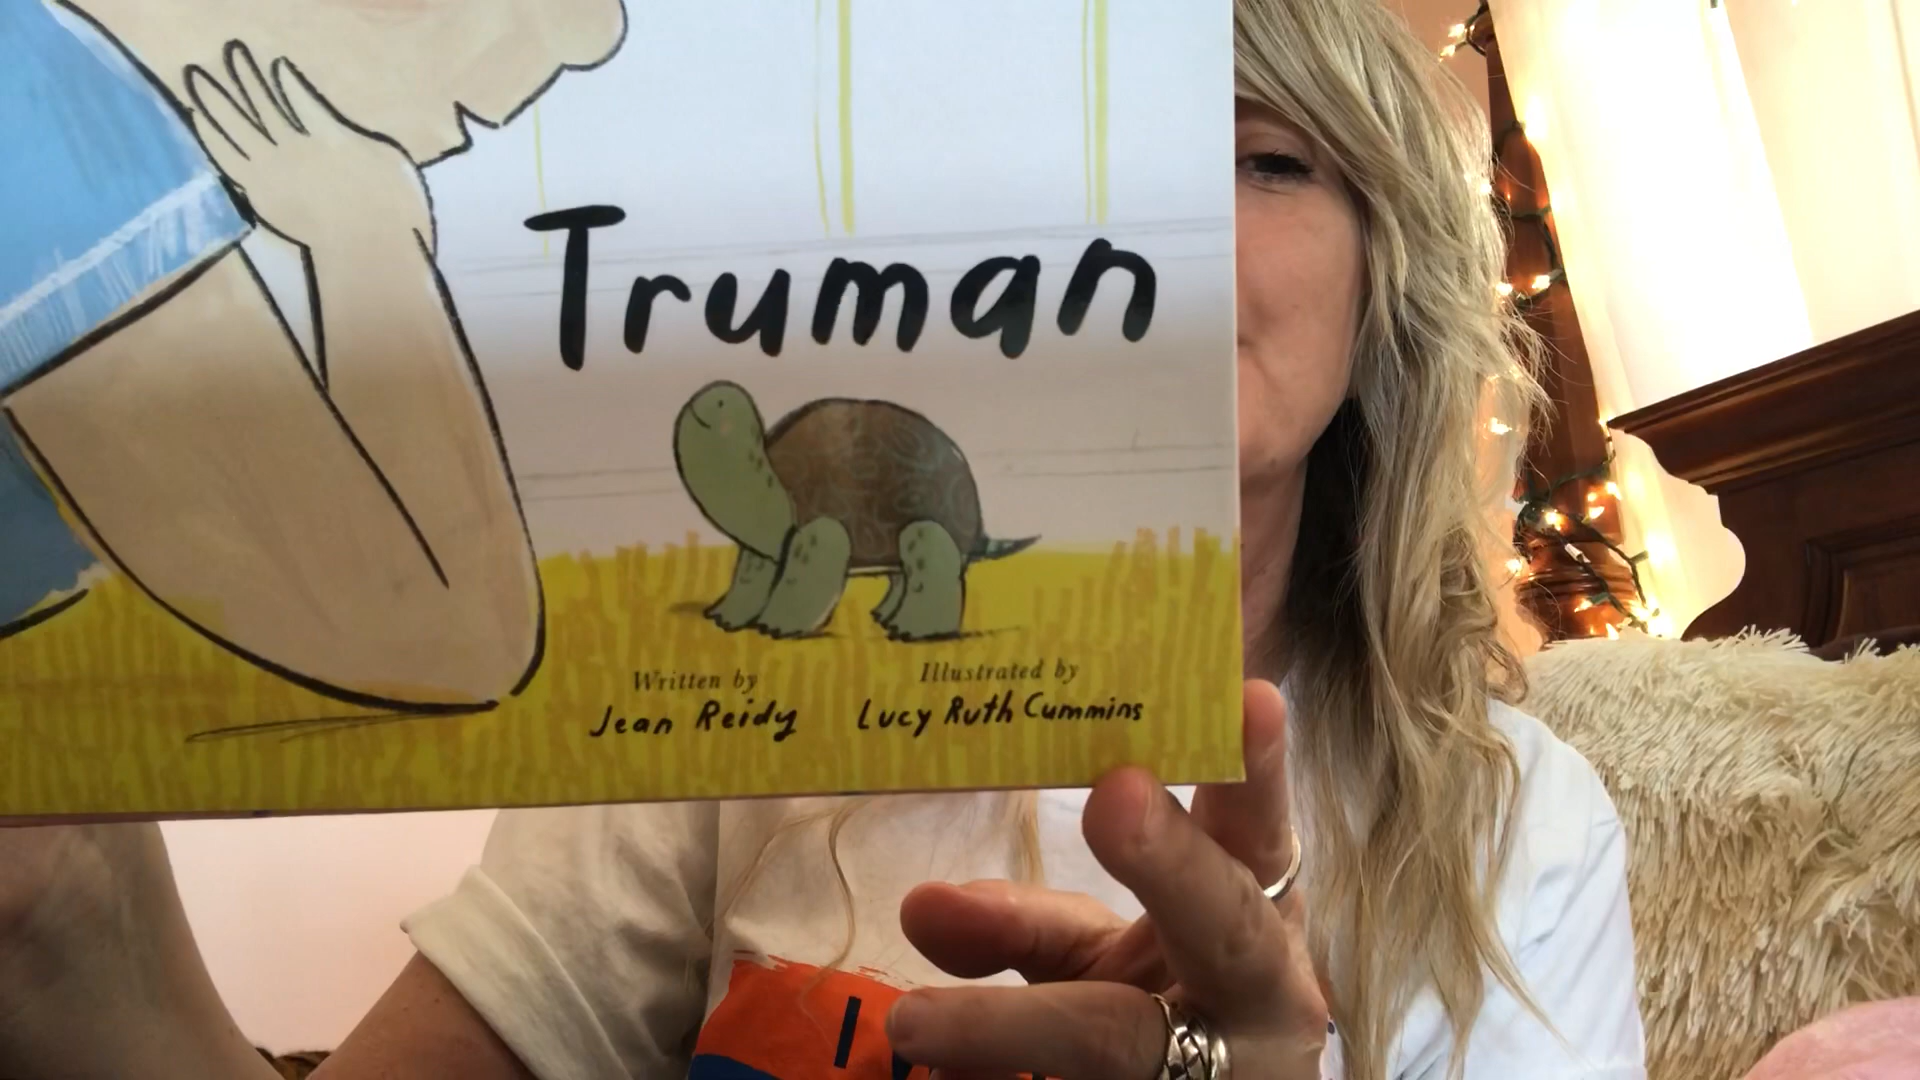 Truman
Written by
Jean Reidy
Illustrated by
Lucy Ruth Cummins